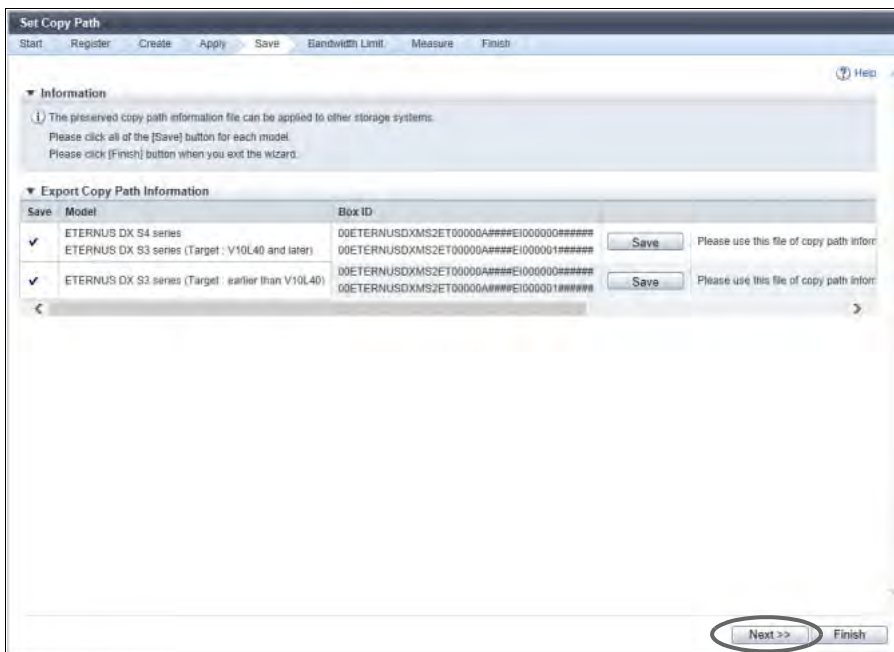 Set Copy Path
Start Register Create Apply Save Bandwidth Limit Measure Finish
Help
Information
The preserved copy path information file can be applied to other storage systems.
Please click all of the [Save] button for each model.
Please click [Finish] button when you exit the wizard.
Export Copy Path Information
Save Model Box ID
ETERNUS DX S4 series
ETERNUS DX S3 series (Target : V10L40 and later)
00ETERNUSDXMS2ET00000A####EI000000######
00ETERNUSDXMS2ET00000A####EI000001######
Save
Please use this file of copy path inforr
ETERNUS DX S3 series (Target : earlier than V10L40)
00ETERNUSDXMS2ET00000A####EI000000######
00ETERNUSDXMS2ET00000A####EI000001######
Save
Please use this file of copy path inforr
Next >> Finish